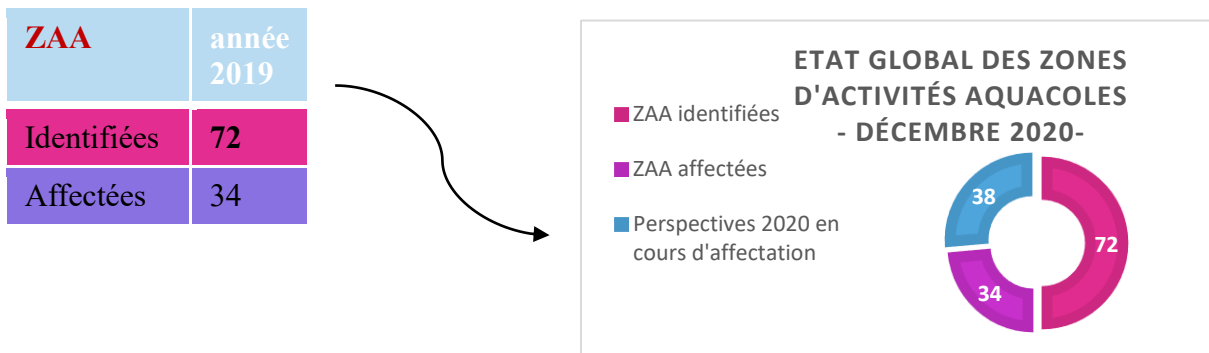 ZAA année
2019
Identifiées 72
Affectées 34
ETAT GLOBAL DES ZONES
D'ACTIVITÉS AQUACOLES
- DÉCEMBRE 2020-
ZAA identifiées
ZAA affectées
Perspectives 2020 en
cours d'affectation
38
72
34